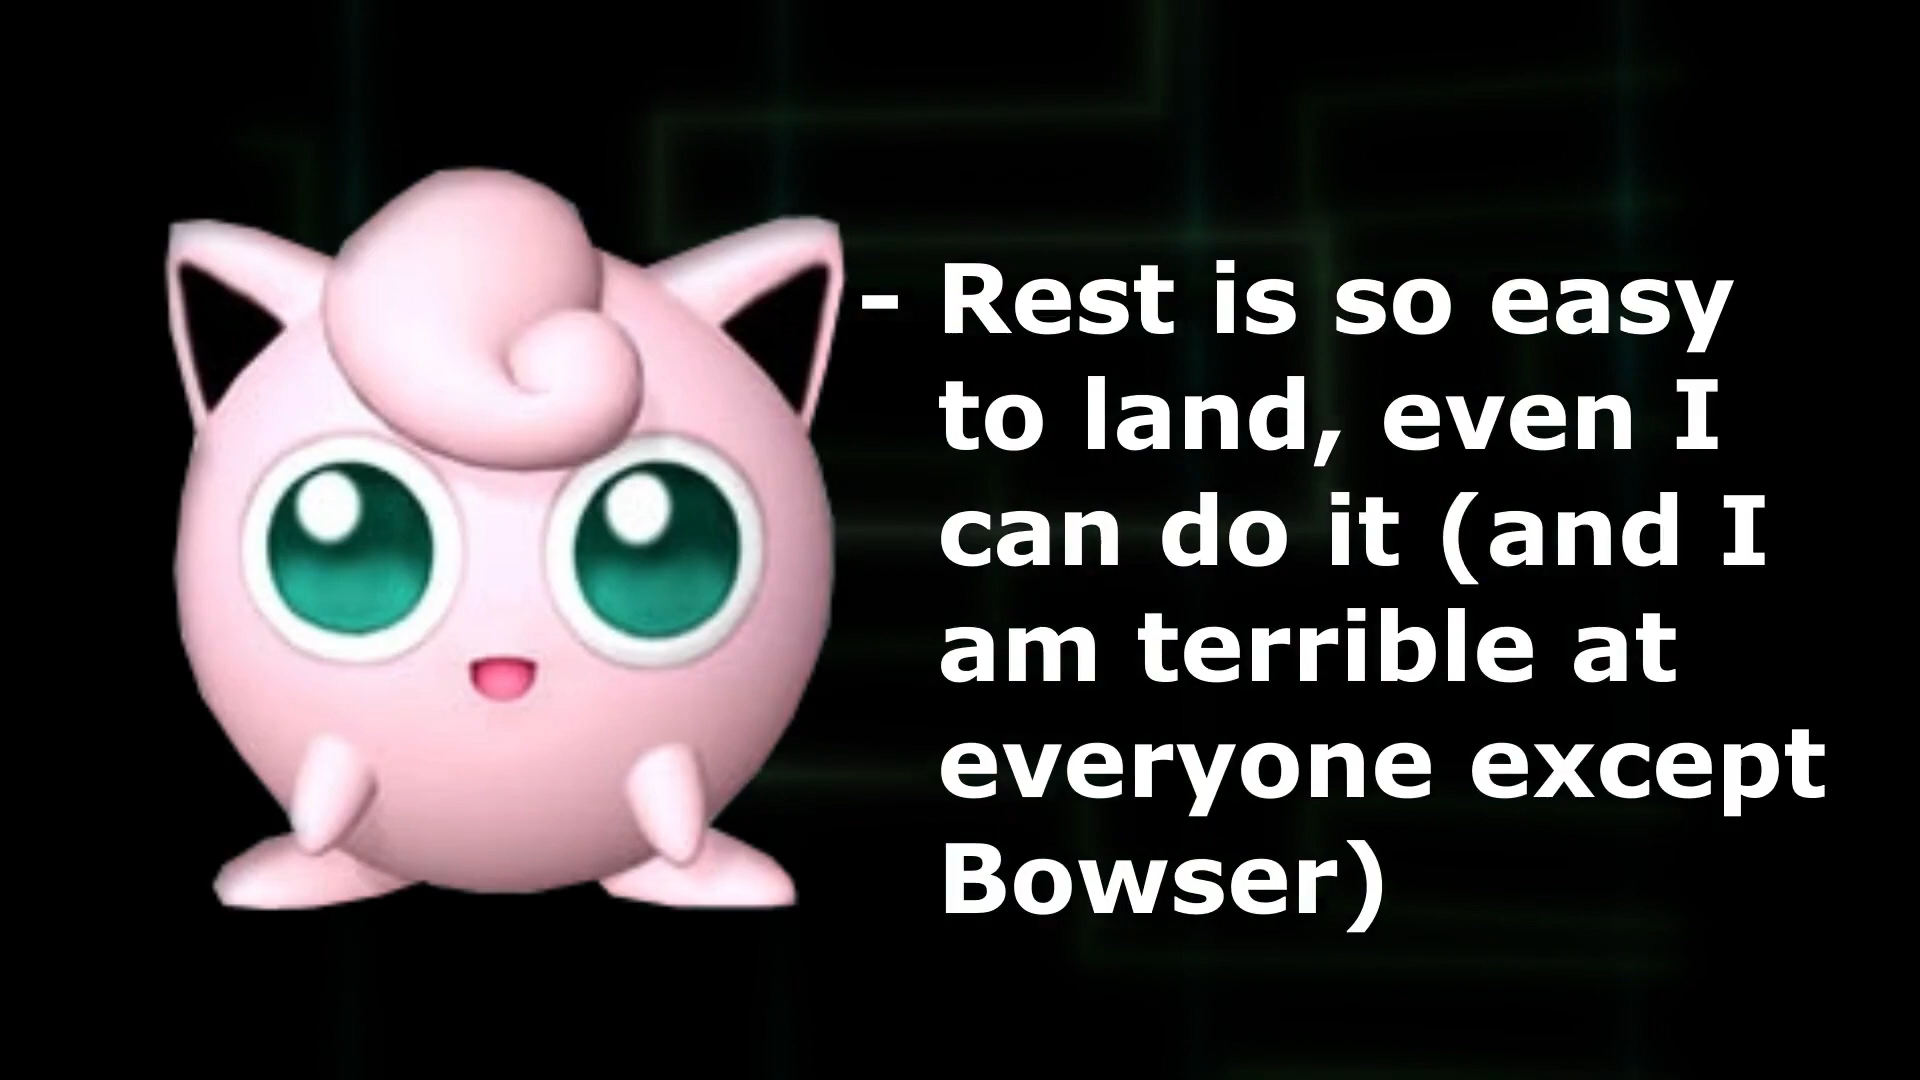 - Rest is so easy
to land, even I
can do it (and I
am terrible at
everyone except
Bowser)